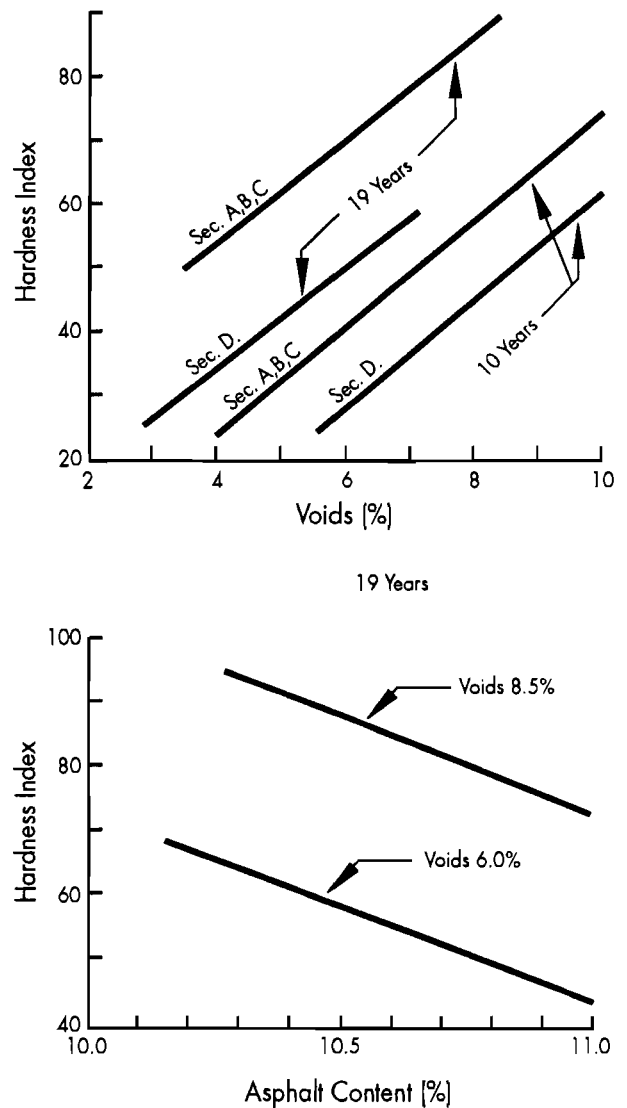 80
60
40
20
Hardness Index
Sec. A,B,C
19 Years
Sec. D.
Sec. A,B,C
Sec. D.
10 Years
2 4 6 8 10
Voids (%)
19 Years
100
80
60
40
Hardness Index
Voids 8.5%
Voids 6.0%
10.0 10.5 11.0
Asphalt Content (%)